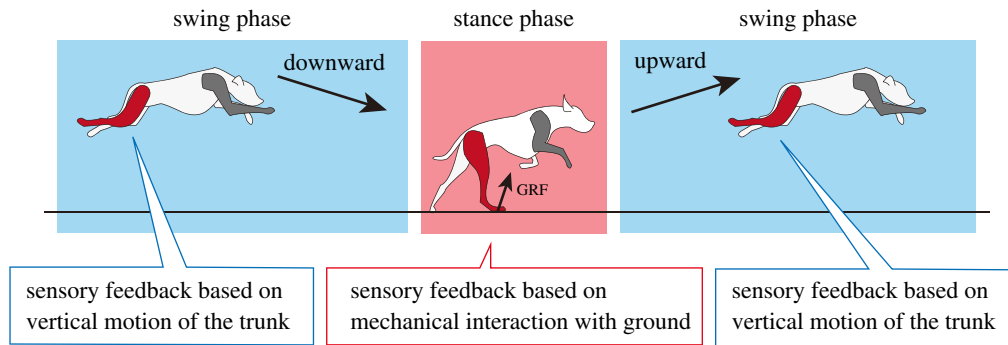 swing phase
stance phase
swing phase
downward
upward
GRF
sensory feedback based on
vertical motion of the trunk
sensory feedback based on
mechanical interaction with ground
sensory feedback based on
vertical motion of the trunk